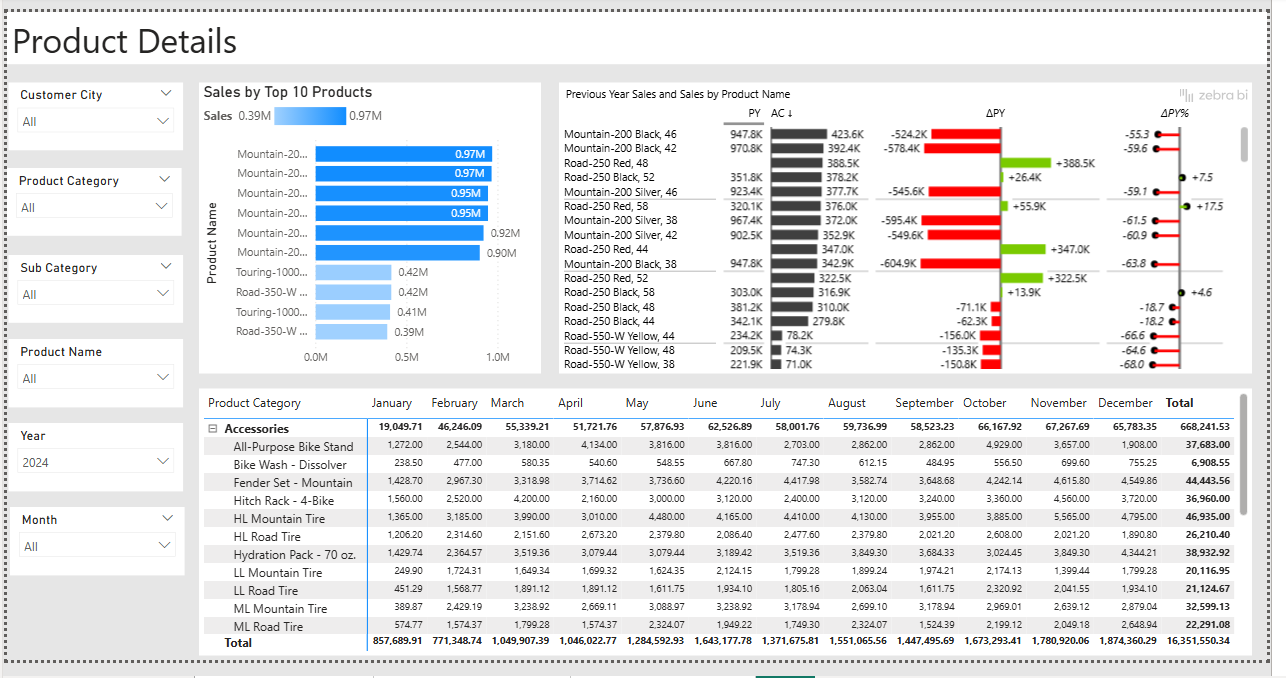 Product Details
Customer City
All
Product Category
All
Sub Category
All
Product Name
All
Year
2024
Month
All
Sales by Top 10 Products
Sales 0.39M 0.97M
Product Name
Mountain-20... 0.97M
Mountain-20... 0.97M
Mountain-20... 0.95M
Mountain-20... 0.95M
Mountain-20... 0.92M
Mountain-20... 0.90M
Touring-1000... 0.42M
Road-350-W ... 0.42M
Touring-1000... 0.41M
Road-350-W ... 0.39M
0.0M 0.5M 1.0M
Previous Year Sales and Sales by Product Name
zebra bi
PY AC↓ ΔPY ΔPY%
Mountain-200 Black, 46 947.8K 423.6K -524.2K -55.3
Mountain-200 Black, 42 970.8K 392.4K -578.4K -59.6
Road-250 Red, 48 388.5K +388.5K
Road-250 Black, 52 351.8K 378.2K +26.4K +7.5
Mountain-200 Silver, 46 923.4K 377.7K -545.6K -59.1
Road-250 Red, 58 320.1K 376.0K +55.9K +17.5
Mountain-200 Silver, 38 967.4K 372.0K -595.4K -61.5
Mountain-200 Silver, 42 902.5K 352.9K -549.6K -60.9
Road-250 Red, 44 347.0K +347.0K
Mountain-200 Black, 38 947.8K 342.9K -604.9K -63.8
Road-250 Red, 52 322.5K +322.5K
Road-250 Black, 58 303.0K 316.9K +13.9K +4.6
Road-250 Black, 48 381.2K 310.0K -71.1K -18.7
Road-250 Black, 44 342.1K 279.8K -62.3K -18.2
Road-550-W Yellow, 44 234.2K 78.2K -156.0K -66.6
Road-550-W Yellow, 48 209.5K 74.3K -135.3K -64.6
Road-550-W Yellow, 38 221.9K 71.0K -150.8K -68.0
Product Category January February March April May June July August September October November December Total
Accessories 19,049.71 46,246.09 55,339.21 51,721.76 57,876.93 62,526.89 58,001.76 59,736.99 58,523.23 66,167.92 67,267.69 65,783.35 668,241.53
All-Purpose Bike Stand 1,272.00 2,544.00 3,180.00 4,134.00 3,816.00 3,816.00 2,703.00 2,862.00 2,862.00 4,929.00 3,657.00 1,908.00 37,683.00
Bike Wash - Dissolver 238.50 477.00 580.35 540.60 548.55 667.80 747.30 612.15 484.95 556.50 699.60 755.25 6,908.55
Fender Set - Mountain 1,428.70 2,967.30 3,318.98 3,714.62 3,736.60 4,220.16 4,417.98 3,582.74 3,648.68 4,242.14 4,615.80 4,549.86 44,443.56
Hitch Rack - 4-Bike 1,560.00 2,520.00 4,200.00 2,160.00 3,000.00 3,120.00 2,400.00 3,120.00 3,240.00 3,360.00 4,560.00 3,720.00 36,960.00
HL Mountain Tire 1,365.00 3,185.00 3,990.00 3,010.00 4,480.00 4,165.00 4,410.00 4,130.00 3,955.00 3,885.00 5,565.00 4,795.00 46,935.00
HL Road Tire 1,206.20 2,314.60 2,151.60 2,673.20 2,379.80 2,086.40 2,477.60 2,379.80 2,021.20 2,608.00 2,021.20 1,890.80 26,210.40
Hydration Pack - 70 oz. 1,429.74 2,364.57 3,519.36 3,079.44 3,079.44 3,189.42 3,519.36 3,849.30 3,684.33 3,024.45 3,849.30 4,344.21 38,932.92
LL Mountain Tire 249.90 1,724.31 1,649.34 1,699.32 1,624.35 2,124.15 1,799.28 1,899.24 1,974.21 2,174.13 1,399.44 1,799.28 20,116.95
LL Road Tire 451.29 1,568.77 1,891.12 1,891.12 1,611.75 1,934.10 1,805.16 2,063.04 1,611.75 2,320.92 2,041.55 1,934.10 21,124.67
ML Mountain Tire 389.87 2,429.19 3,238.92 2,669.11 3,088.97 3,238.92 3,178.94 2,699.10 3,178.94 2,969.01 2,639.12 2,879.04 32,599.13
ML Road Tire 574.77 1,574.37 1,799.28 1,574.37 2,324.07 1,949.22 1,749.30 2,324.07 1,524.39 2,199.12 2,049.18 2,648.94 22,291.08
Total 857,689.91 771,348.74 1,049,907.39 1,046,022.77 1,284,592.93 1,643,177.78 1,371,675.81 1,551,065.56 1,447,495.69 1,673,293.41 1,780,920.06 1,874,360.29 16,351,550.34